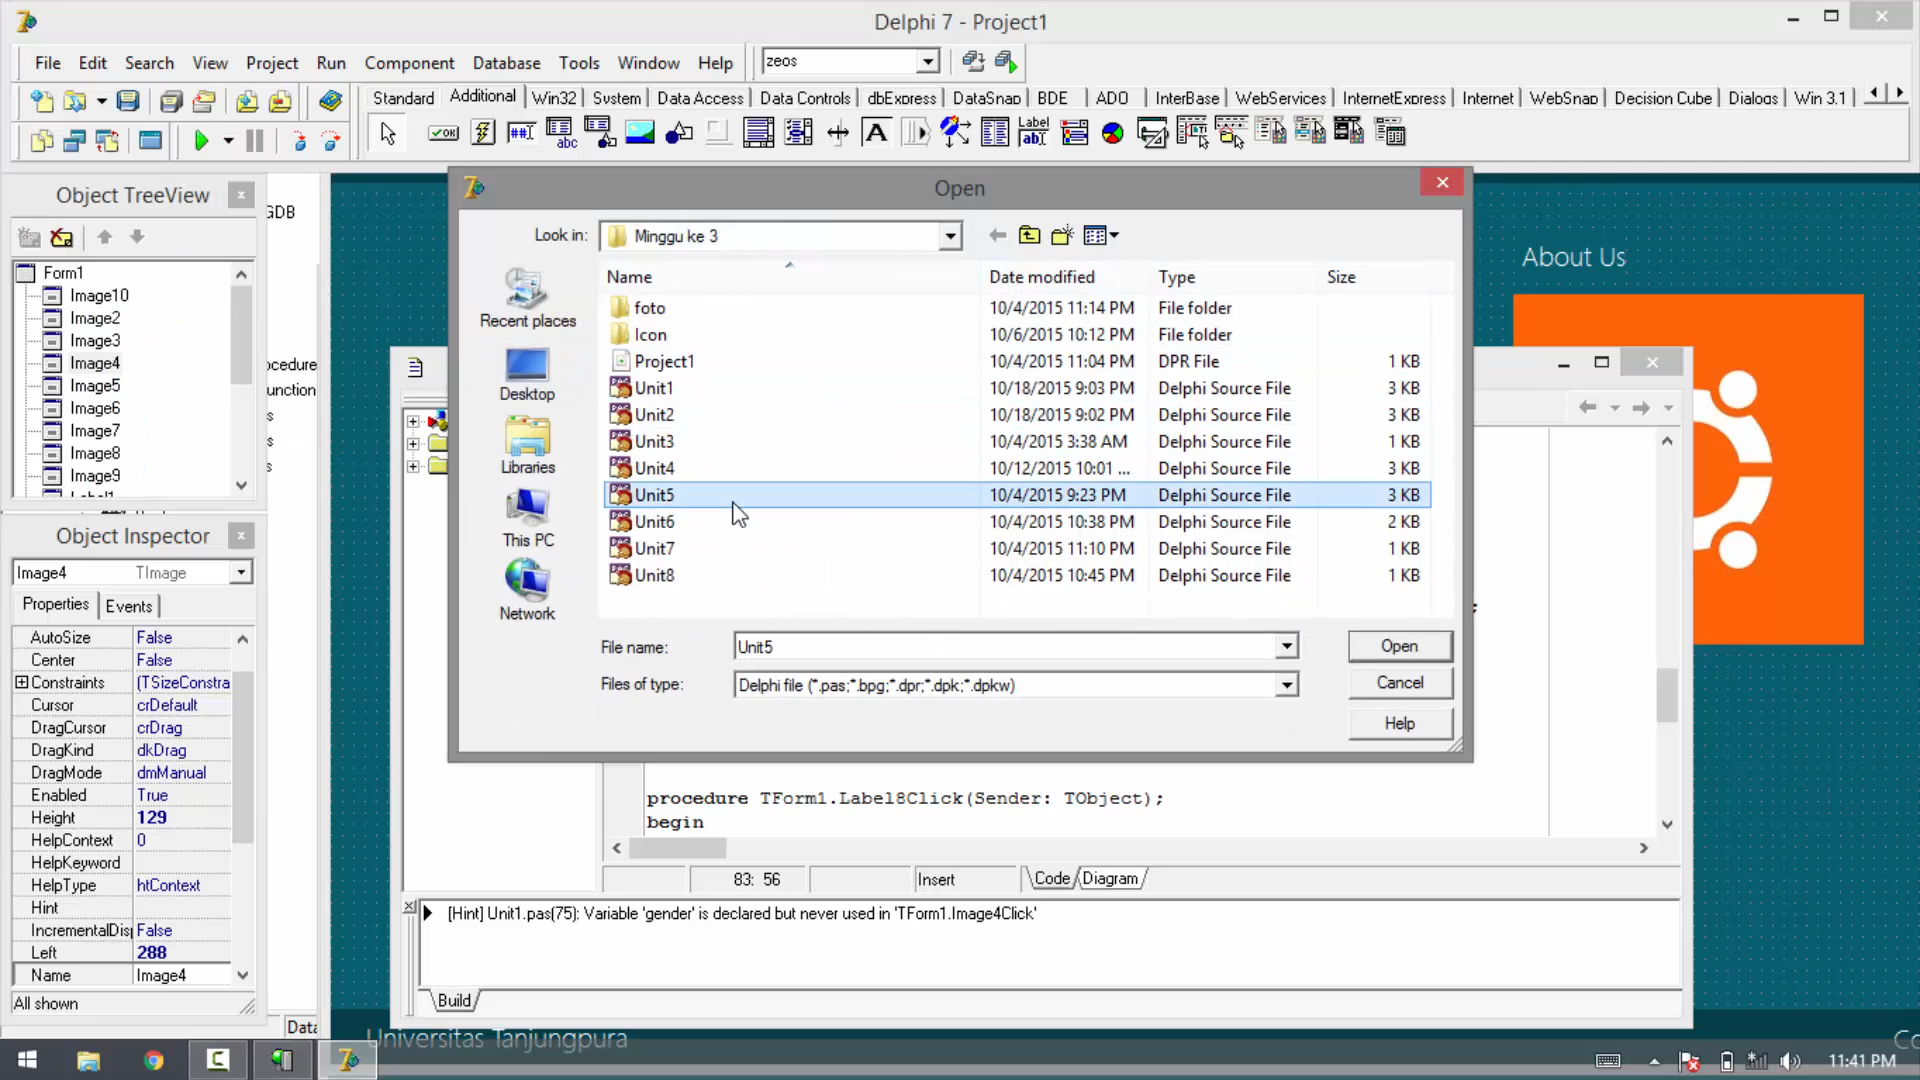 Delphi 7 - Project1
File Edit Search View Project Run Component Database Tools Window Help
zeos
Standard Additional Win32 System Data Access Data Controls dbExpress DataSnap BDE ADO InterBase WebServices InternetExpress Internet WebSnap Decision Cube Dialogs Win 3.1
Object TreeView
GDB
Form1
Image10
Image2
Image3
Image4
Image5
Image6
Image7
Image8
Image9
Label1
ocedure
unction
s
s
s
Object Inspector
Image4 TImage
Properties Events
AutoSize False
Center False
Constraints (TSizeConstra
Cursor crDefault
DragCursor crDrag
DragKind dkDrag
DragMode dmManual
Enabled True
Height 129
HelpContext 0
HelpKeyword
HelpType htContext
Hint
IncrementalDisp False
Left 288
Name Image4
All shown
Data
Open
Look in: Minggu ke 3
Recent places
Desktop
Libraries
This PC
Network
Name Date modified Type Size
foto 10/4/2015 11:14 PM File folder
Icon 10/6/2015 10:12 PM File folder
Project1 10/4/2015 11:04 PM DPR File 1 KB
Unit1 10/18/2015 9:03 PM Delphi Source File 3 KB
Unit2 10/18/2015 9:02 PM Delphi Source File 3 KB
Unit3 10/4/2015 3:38 AM Delphi Source File 1 KB
Unit4 10/12/2015 10:01 ... Delphi Source File 3 KB
Unit5 10/4/2015 9:23 PM Delphi Source File 3 KB
Unit6 10/4/2015 10:38 PM Delphi Source File 2 KB
Unit7 10/4/2015 11:10 PM Delphi Source File 1 KB
Unit8 10/4/2015 10:45 PM Delphi Source File 1 KB
File name: Unit5 Open
Files of type: Delphi file (*.pas;*.bpg;*.dpr;*.dpk;*.dpkw) Cancel
Help
About Us
;
procedure TForm1.Label8Click(Sender: TObject);
begin
83: 56 Insert Code Diagram
[Hint] Unit1.pas(75): Variable 'gender' is declared but never used in 'TForm1.Image4Click'
Build
Universitas Tanjungpura
Co
11:41 PM